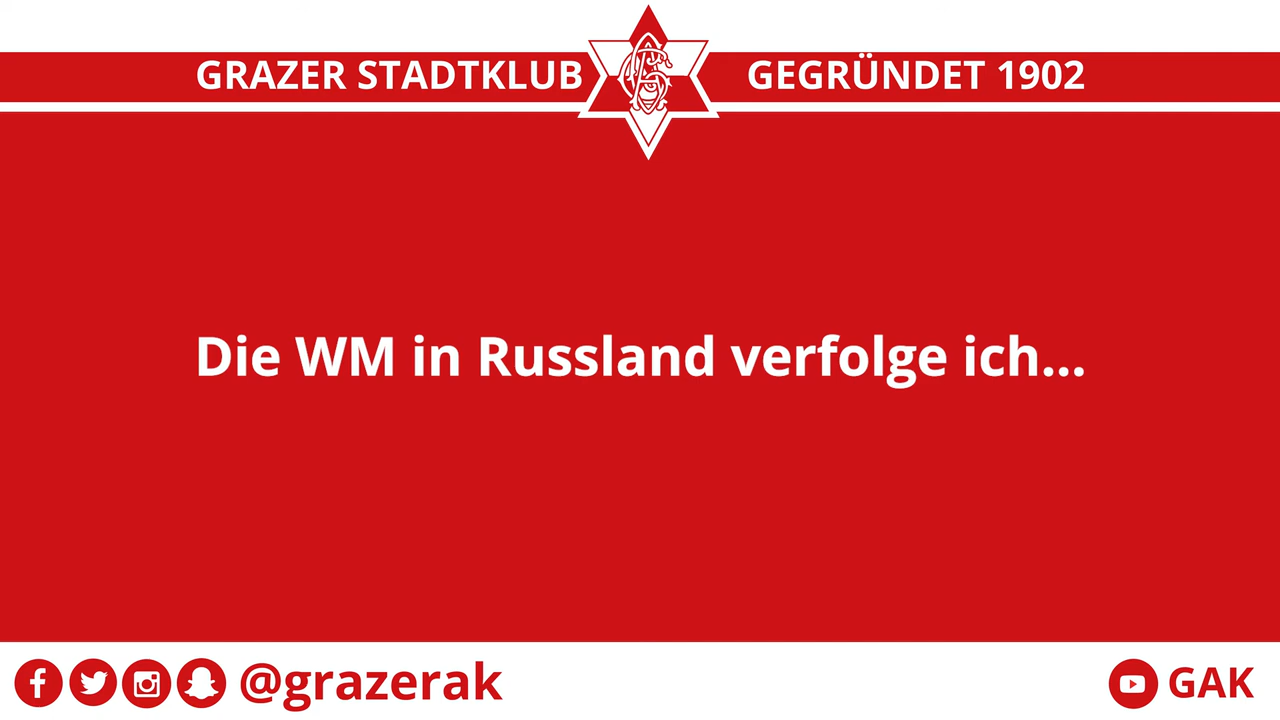 GRAZER STADTKLUB GEGRÜNDET 1902
Die WM in Russland verfolge ich...
@grazerak GAK